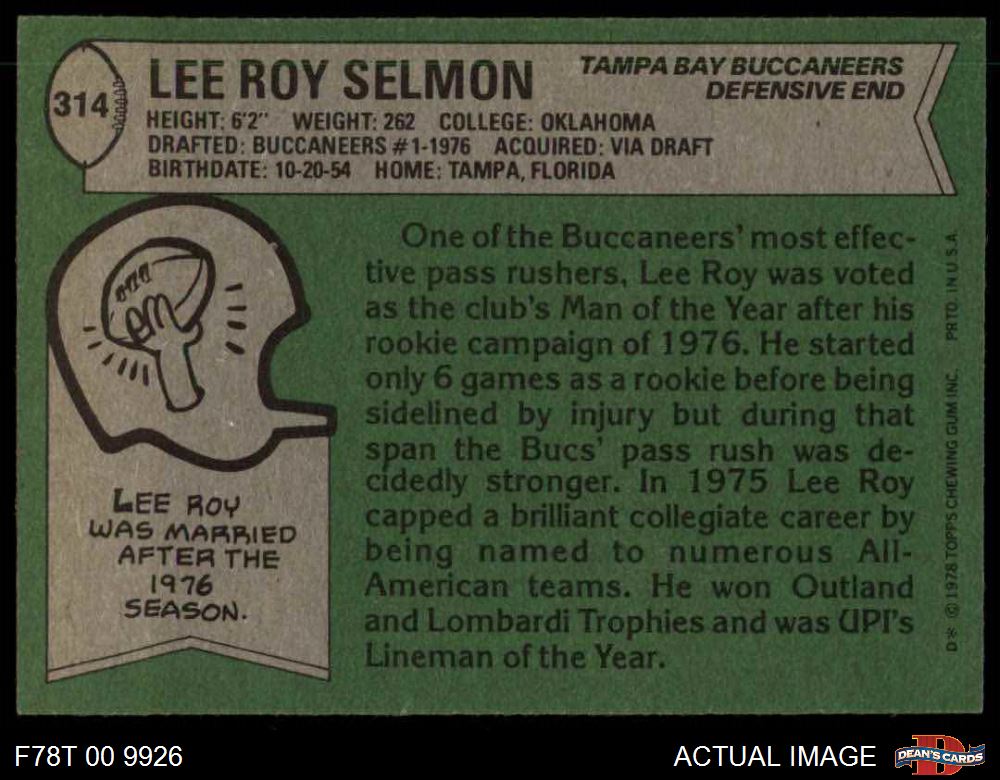 314
LEE ROY SELMON
TAMPA BAY BUCCANEERS
DEFENSIVE END
HEIGHT: 6'2" WEIGHT: 262 COLLEGE: OKLAHOMA
DRAFTED: BUCCANEERS #1-1976 ACQUIRED: VIA DRAFT
BIRTHDATE: 10-20-54 HOME: TAMPA, FLORIDA
LEE ROY
WAS MARRIED
AFTER THE
1976
SEASON.
One of the Buccaneers' most effec-
tive pass rushers, Lee Roy was voted
as the club's Man of the Year after his
rookie campaign of 1976. He started
only 6 games as a rookie before being
sidelined by injury but during that
span the Bucs' pass rush was de-
cidedly stronger. In 1975 Lee Roy
capped a brilliant collegiate career by
being named to numerous All-
American teams. He won Outland
and Lombardi Trophies and was UPI's
Lineman of the Year.
D* © 1978 TOPPS CHEWING GUM INC. PRTD. IN U.S.A.
F78T 00 9926
ACTUAL IMAGE
D
DEAN'S CARDS